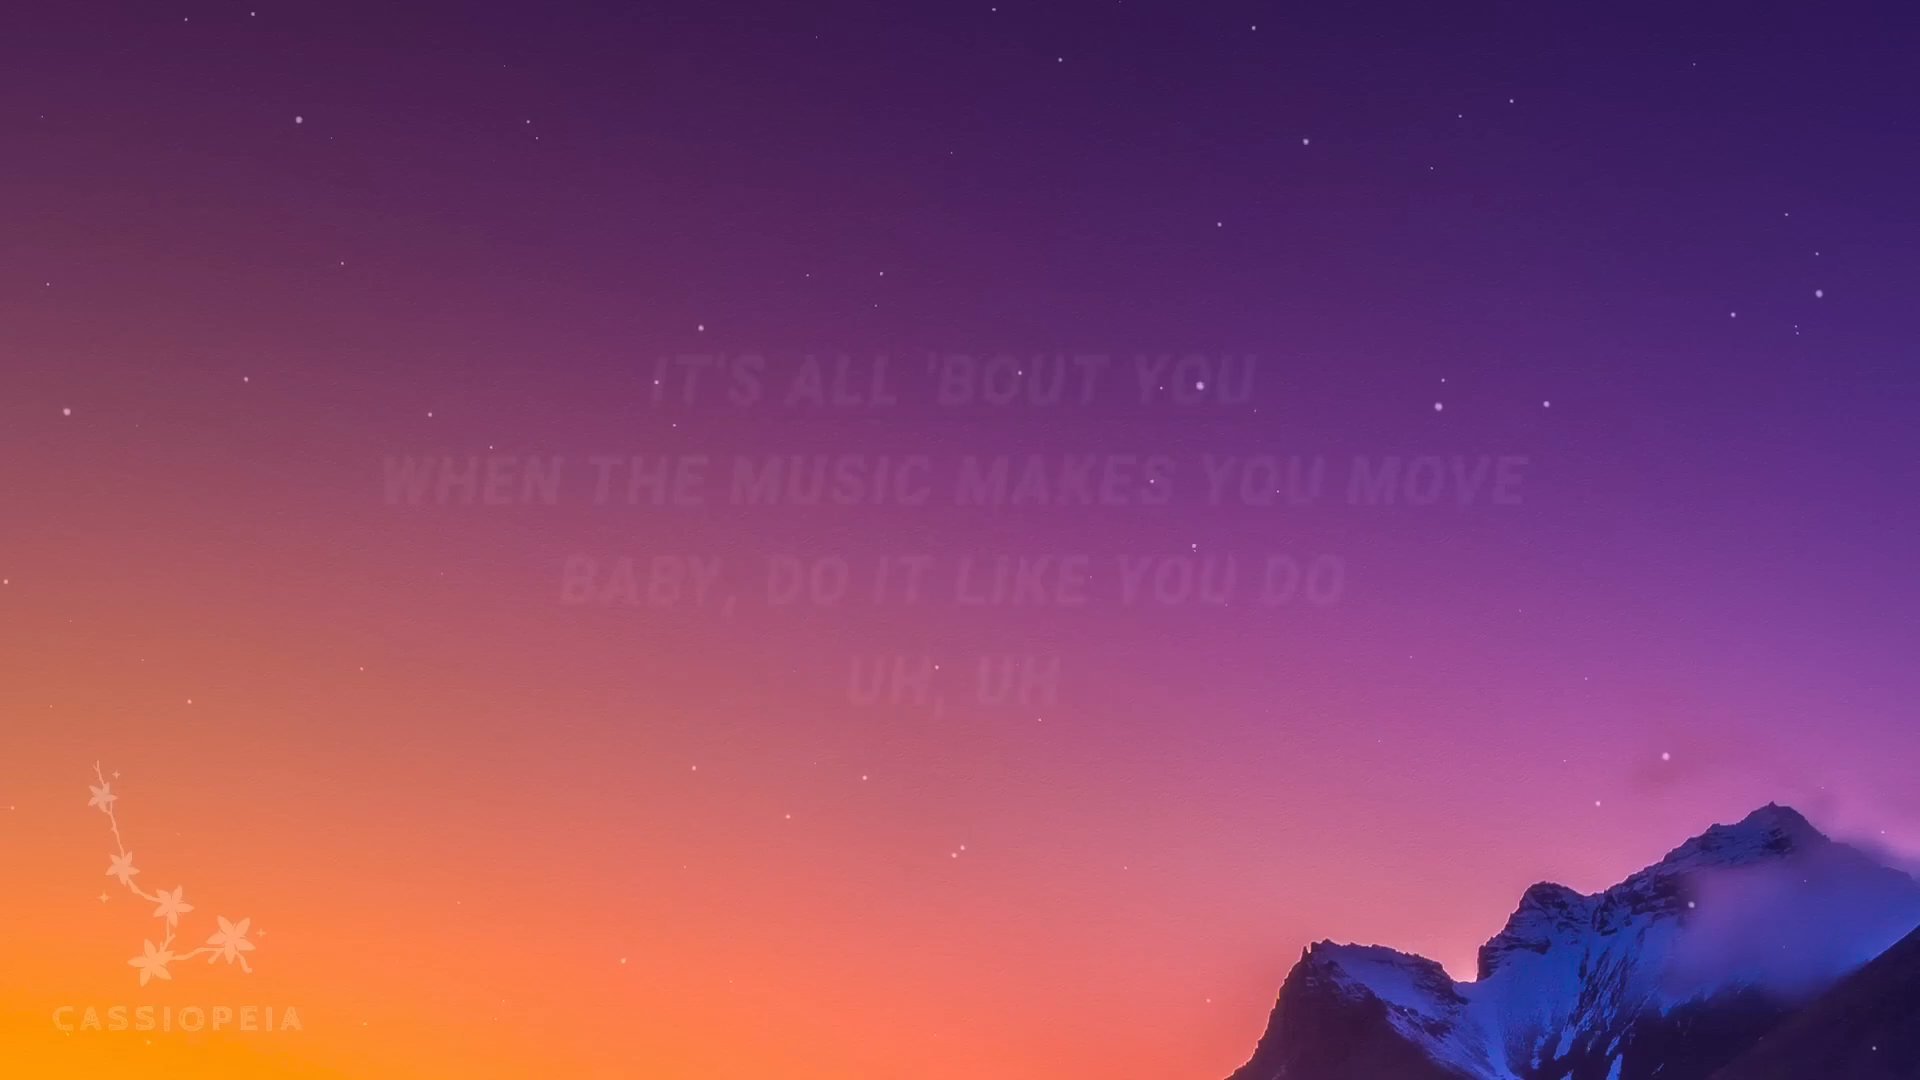 IT'S ALL 'BOUT YOU
WHEN THE MUSIC MAKES YOU MOVE
BABY, DO IT LIKE YOU DO
UH, UH
CASSIOPEIA